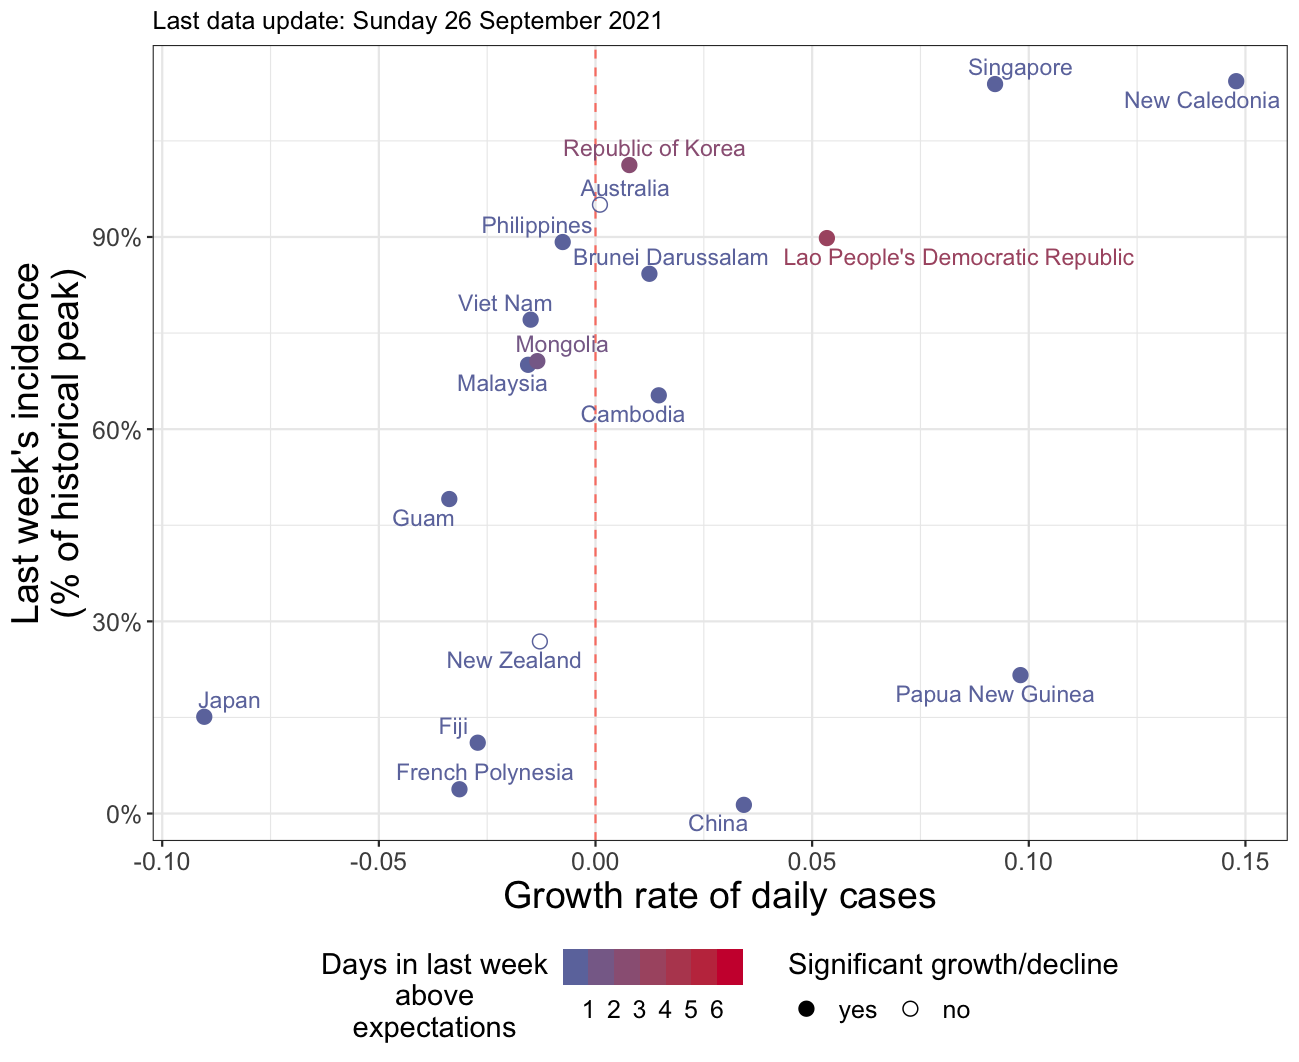 Last data update: Sunday 26 September 2021
Singapore
New Caledonia
Republic of Korea
Australia
Philippines
90%
Brunei Darussalam
Lao People's Democratic Republic
Viet Nam
Mongolia
Malaysia
Cambodia
60%
Last week's incidence
(% of historical peak)
Guam
30%
New Zealand
Papua New Guinea
Japan
Fiji
French Polynesia
0%
China
-0.10 -0.05 0.00 0.05 0.10 0.15
Growth rate of daily cases
Days in last week
above
expectations
1 2 3 4 5 6
Significant growth/decline
yes no